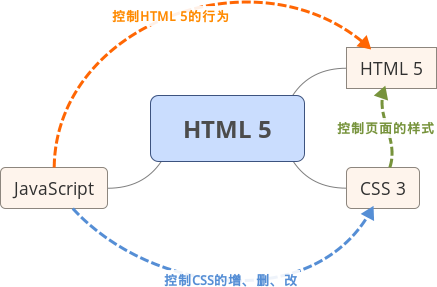 控制HTML 5的行为
HTML 5
控制页面的样式
HTML 5
JavaScript
CSS 3
控制CSS的增、删、改